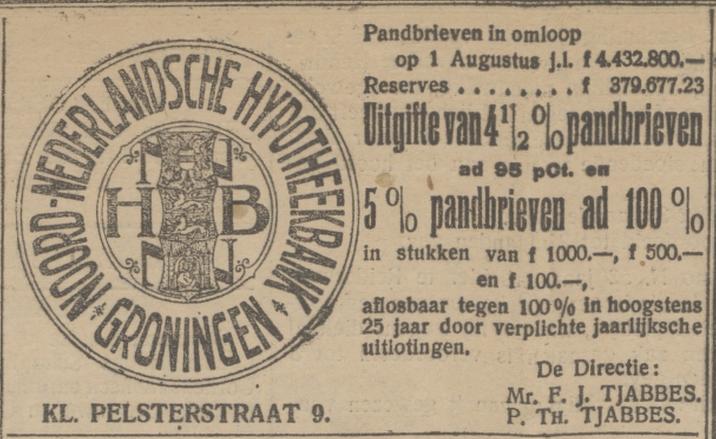 NOORD-NEDERLANDSCHE HYPOTHEEKBANK
* GRONINGEN *
N
H B
N
KL. PELSTERSTRAAT 9.
Pandbrieven in omloop
op 1 Augustus j.l. f 4.432.800.—
Reserves . . . . . . . . f 379.677.23
Uitgifte van 4 1/2 % pandbrieven
ad 95 pCt. en
5 % pandbrieven ad 100 %
in stukken van f 1000.—, f 500.—
en f 100.—,
aflosbaar tegen 100 % in hoogstens
25 jaar door verplichte jaarlijksche
uitlotingen.
De Directie:
Mr. F. J. TJABBES.
P. TH. TJABBES.